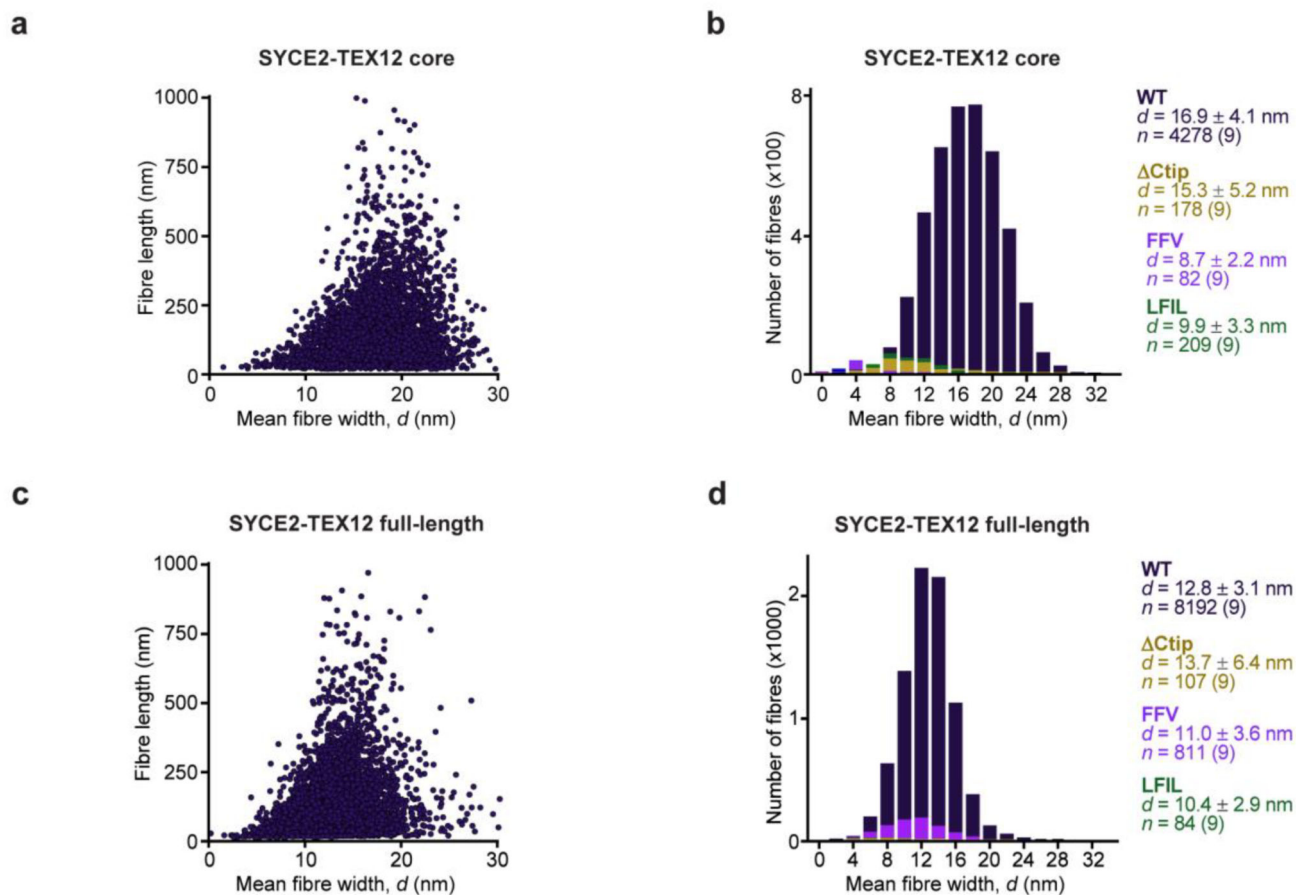 a
SYCE2-TEX12 core
1000
750
500
250
0
Fibre length (nm)
0 10 20 30
Mean fibre width, d (nm)
b
SYCE2-TEX12 core
8
4
0
Number of fibres (x100)
0 4 8 12 16 20 24 28 32
Mean fibre width, d (nm)
WT
d = 16.9 ± 4.1 nm
n = 4278 (9)
ΔCtip
d = 15.3 ± 5.2 nm
n = 178 (9)
FFV
d = 8.7 ± 2.2 nm
n = 82 (9)
LFIL
d = 9.9 ± 3.3 nm
n = 209 (9)
c
SYCE2-TEX12 full-length
1000
750
500
250
0
Fibre length (nm)
0 10 20 30
Mean fibre width, d (nm)
d
SYCE2-TEX12 full-length
2
1
0
Number of fibres (x1000)
0 4 8 12 16 20 24 28 32
Mean fibre width, d (nm)
WT
d = 12.8 ± 3.1 nm
n = 8192 (9)
ΔCtip
d = 13.7 ± 6.4 nm
n = 107 (9)
FFV
d = 11.0 ± 3.6 nm
n = 811 (9)
LFIL
d = 10.4 ± 2.9 nm
n = 84 (9)